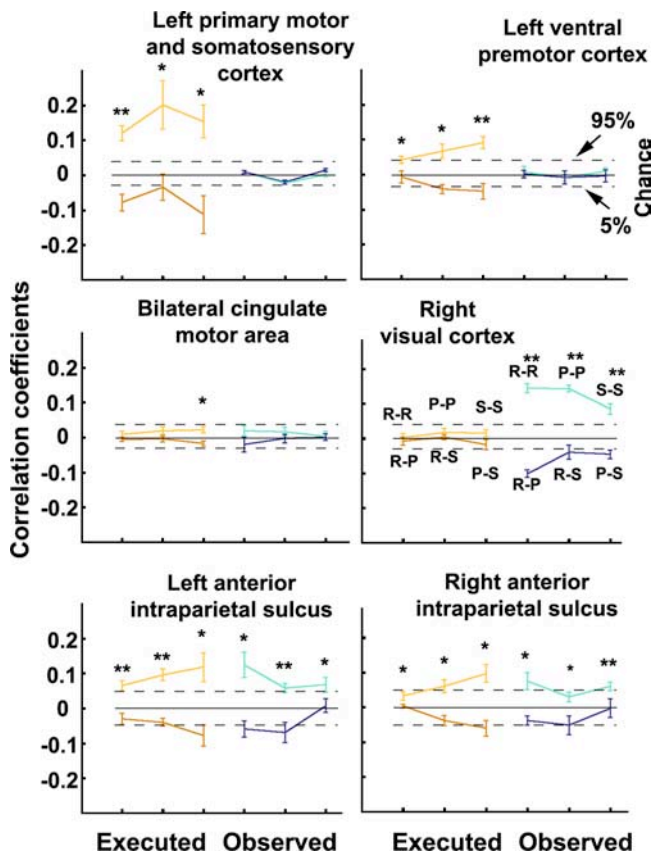 Left primary motor
and somatosensory
cortex
Left ventral
premotor cortex
0.2
0.1
0
-0.1
-0.2
** * *
* * **
95%
5%
Chance
Correlation coefficients
Bilateral cingulate
motor area
Right
visual cortex
0.2
0.1
0
-0.1
-0.2
*
R-R P-P S-S
R-P R-S P-S
** ** **
R-R P-P S-S
R-P R-S P-S
Left anterior
intraparietal sulcus
Right anterior
intraparietal sulcus
0.2
0.1
0
-0.1
-0.2
** ** * * ** *
* * * * * **
Executed Observed
Executed Observed